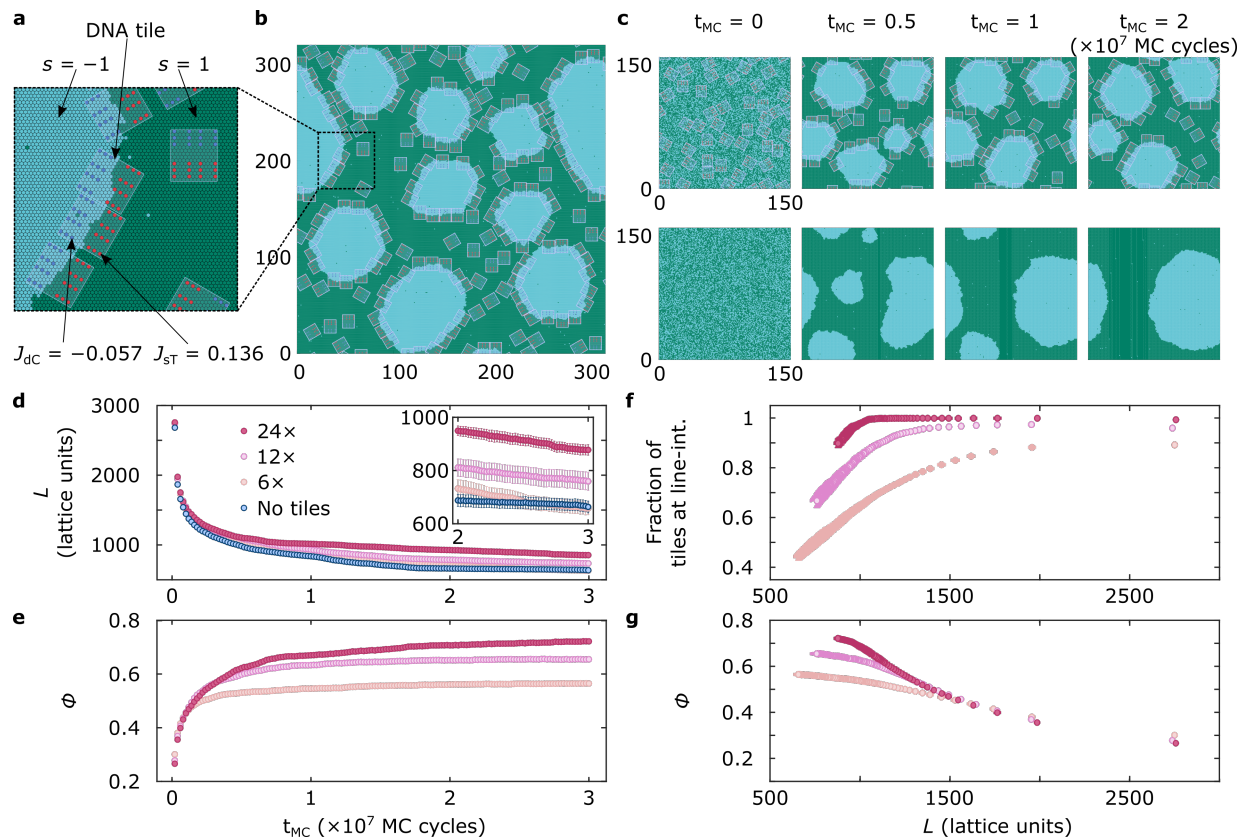 a
DNA tile
s = −1
s = 1
J_dC = −0.057
J_sT = 0.136
b
300
200
100
0
0
100
200
300
c
t_MC = 0
t_MC = 0.5
t_MC = 1
t_MC = 2
(×10⁷ MC cycles)
150
0
0
150
150
0
0
150
d
3000
2000
1000
L
(lattice units)
24×
12×
6×
No tiles
1000
800
600
2
3
0
1
2
3
e
0.8
0.6
0.4
0.2
Φ
0
1
2
3
t_MC (×10⁷ MC cycles)
f
1
0.8
0.6
0.4
Fraction of
tiles at line-int.
500
1500
2500
g
0.8
0.6
0.4
0.2
Φ
500
1500
2500
L (lattice units)